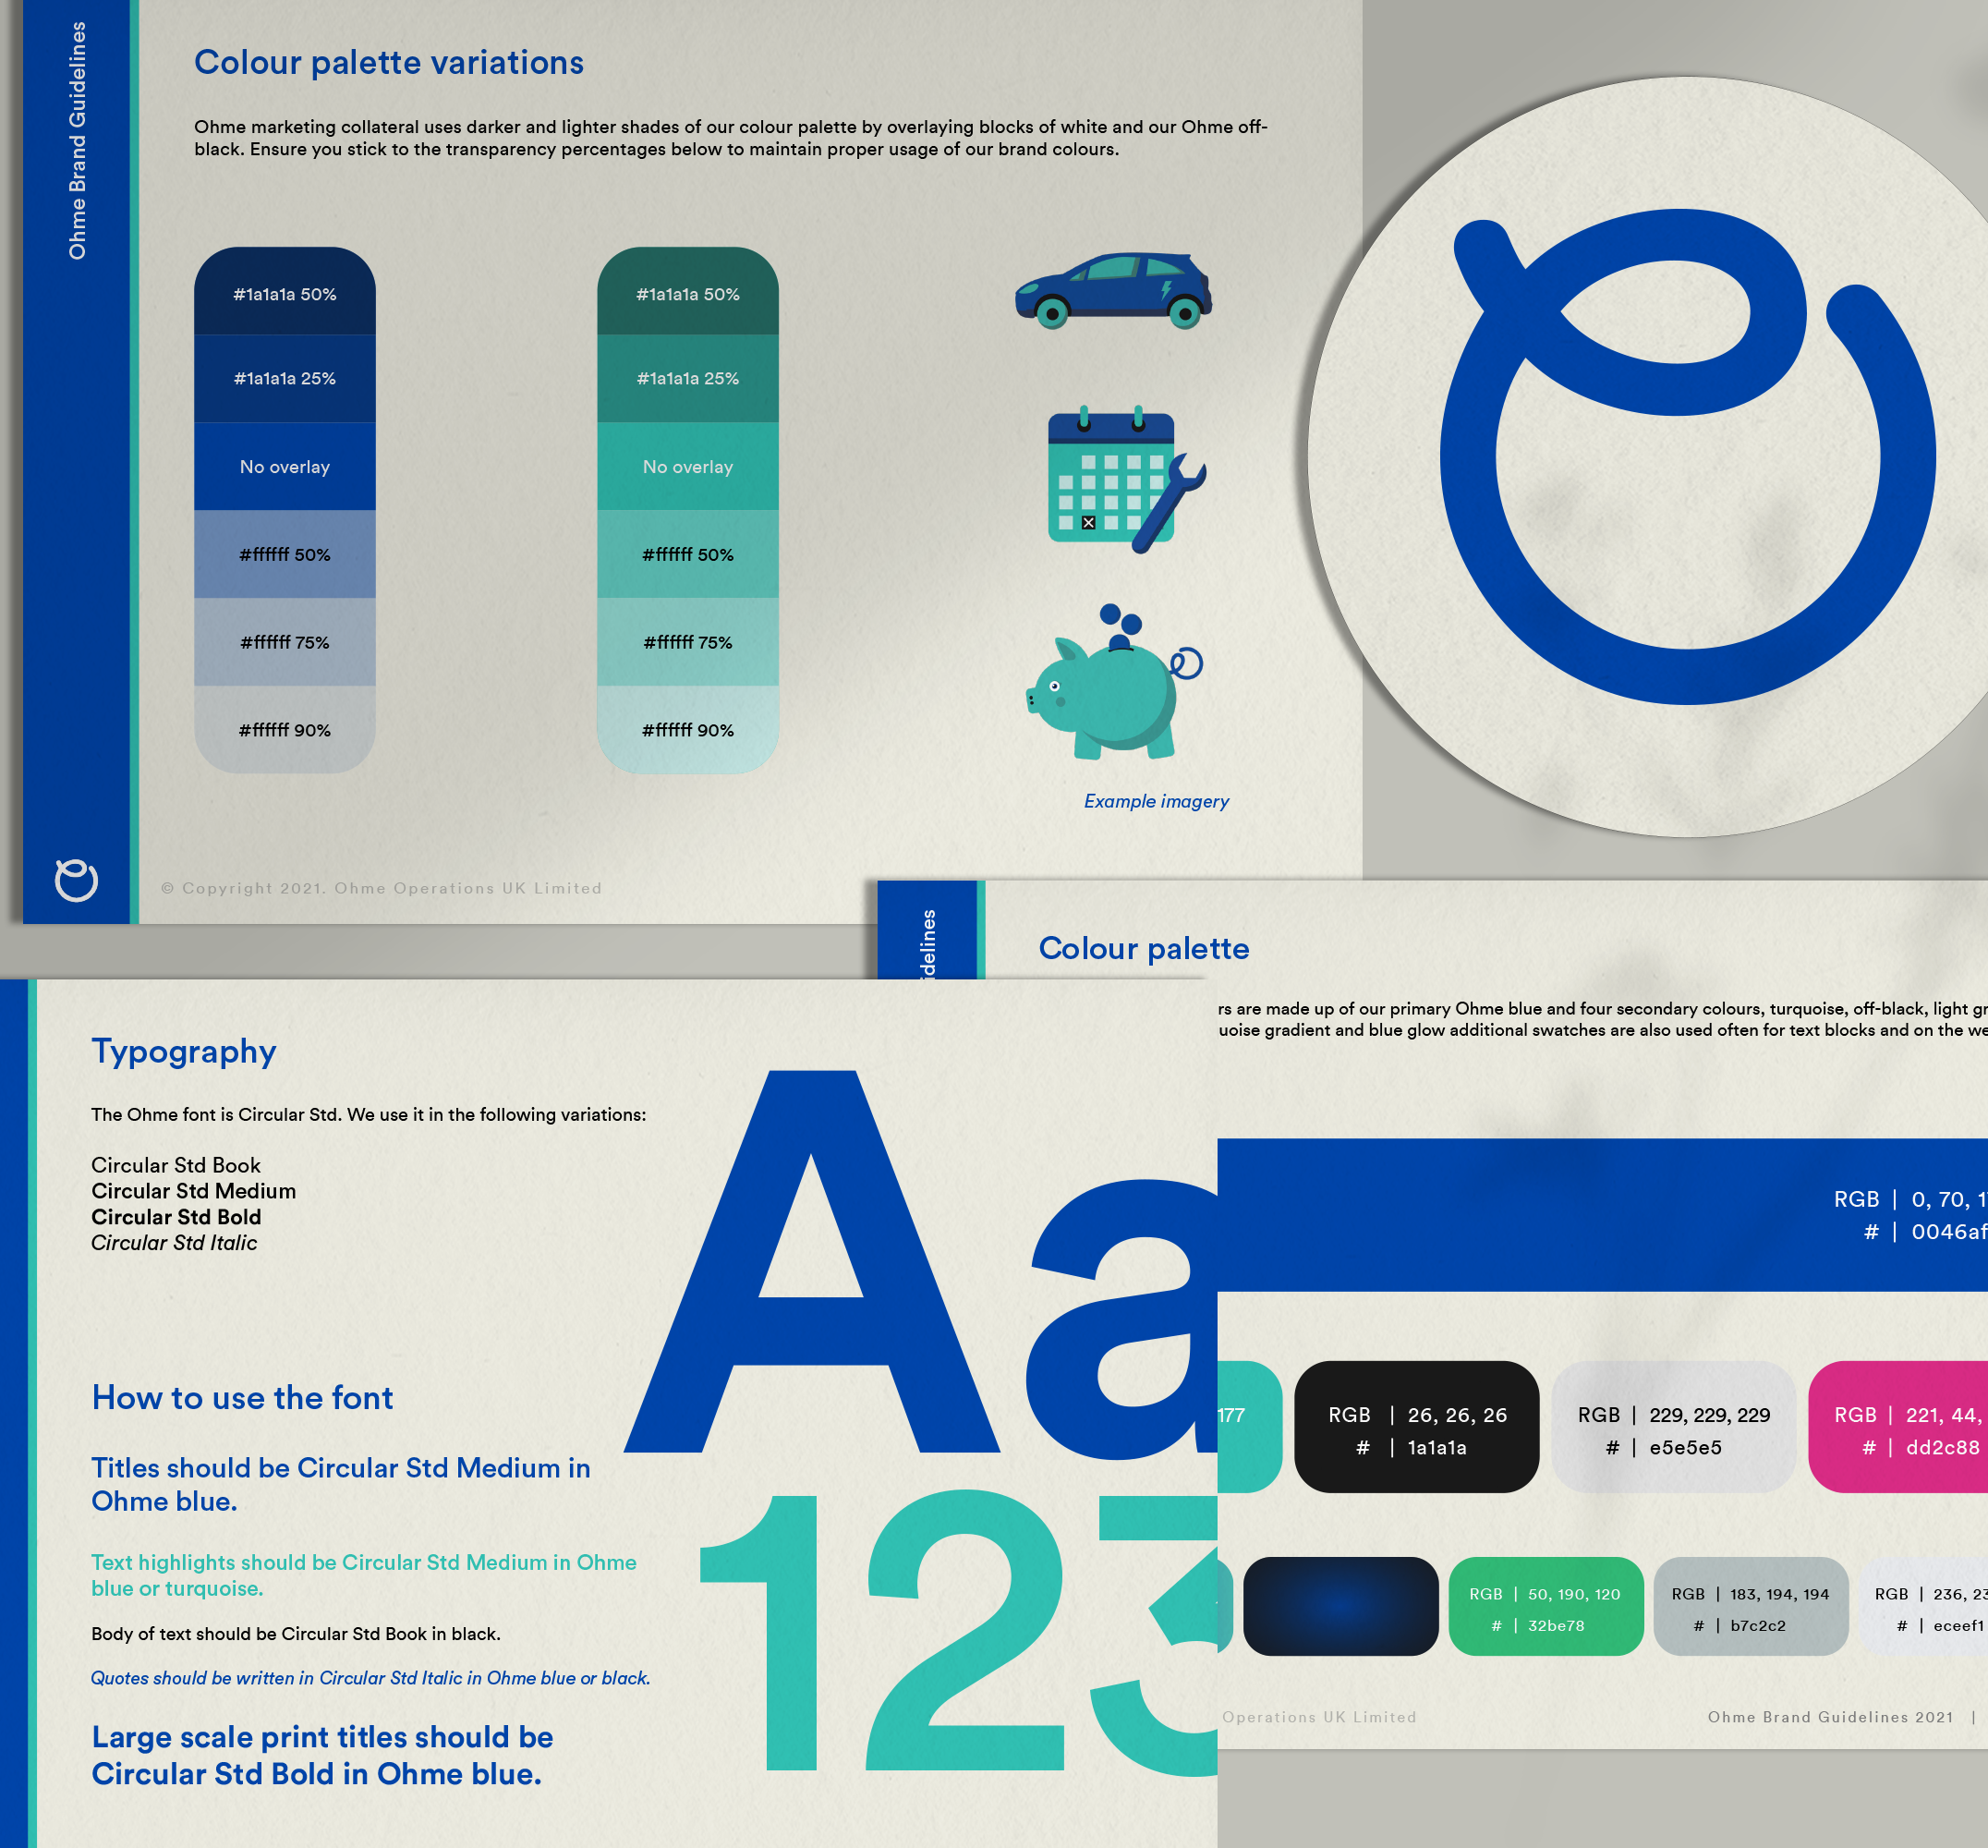 Ohme Brand Guidelines
Colour palette variations
Ohme marketing collateral uses darker and lighter shades of our colour palette by overlaying blocks of white and our Ohme off-
black. Ensure you stick to the transparency percentages below to maintain proper usage of our brand colours.
#1a1a1a 50%
#1a1a1a 25%
No overlay
#ffffff 50%
#ffffff 75%
#ffffff 90%
#1a1a1a 50%
#1a1a1a 25%
No overlay
#ffffff 50%
#ffffff 75%
#ffffff 90%
Example imagery
© Copyright 2021. Ohme Operations UK Limited
idelines
Colour palette
rs are made up of our primary Ohme blue and four secondary colours, turquoise, off-black, light gr
uoise gradient and blue glow additional swatches are also used often for text blocks and on the we
RGB | 0, 70, 1
# | 0046af
177
RGB | 26, 26, 26
# | 1a1a1a
RGB | 229, 229, 229
# | e5e5e5
RGB | 221, 44,
# | dd2c88
RGB | 50, 190, 120
# | 32be78
RGB | 183, 194, 194
# | b7c2c2
RGB | 236, 23
# | eceef1
Operations UK Limited
Ohme Brand Guidelines 2021 |
Typography
The Ohme font is Circular Std. We use it in the following variations:
Circular Std Book
Circular Std Medium
Circular Std Bold
Circular Std Italic
How to use the font
Titles should be Circular Std Medium in
Ohme blue.
Text highlights should be Circular Std Medium in Ohme
blue or turquoise.
Body of text should be Circular Std Book in black.
Quotes should be written in Circular Std Italic in Ohme blue or black.
Large scale print titles should be
Circular Std Bold in Ohme blue.
Aa
123